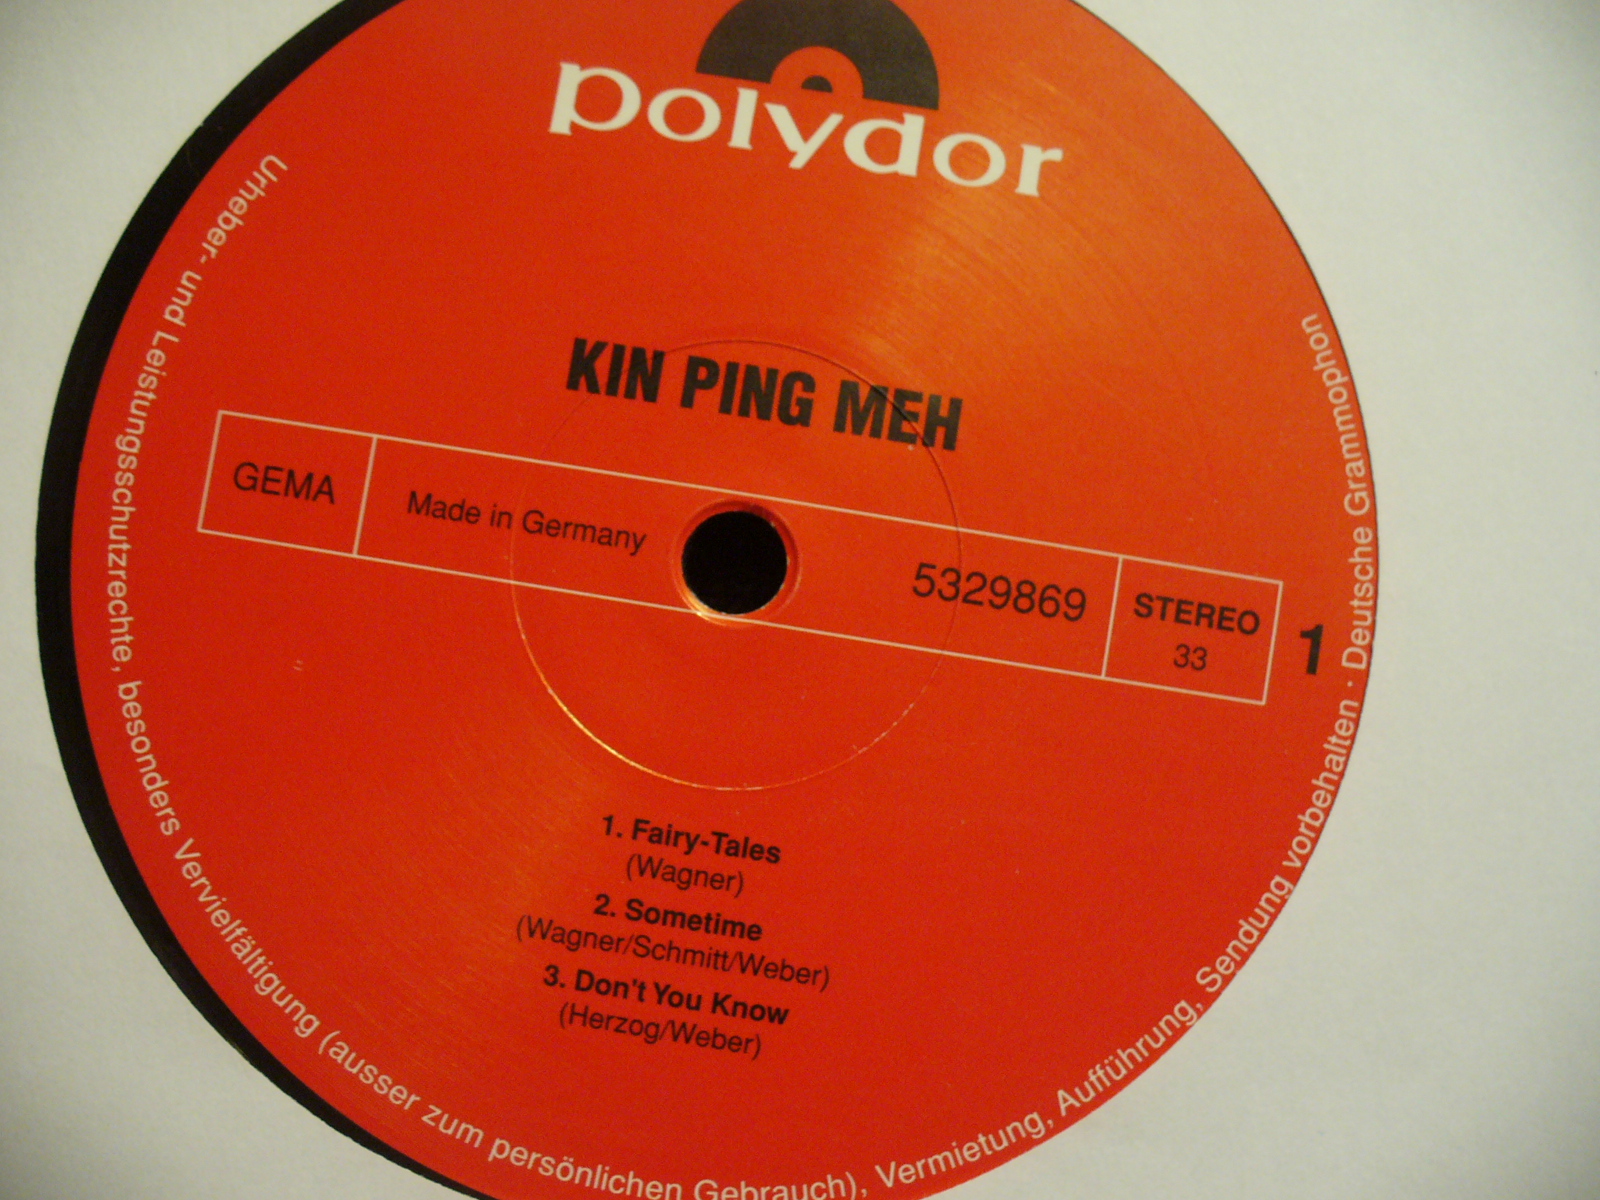 polydor
KIN PING MEH
GEMA
Made in Germany
5329869
STEREO
33
1
1. Fairy-Tales
(Wagner)
2. Sometime
(Wagner/Schmitt/Weber)
3. Don't You Know
(Herzog/Weber)
Urheber- und Leistungsschutzrechte, besonders Vervielfältigung (ausser zum persönlichen Gebrauch), Vermietung, Aufführung, Sendung vorbehalten · Deutsche Grammophon